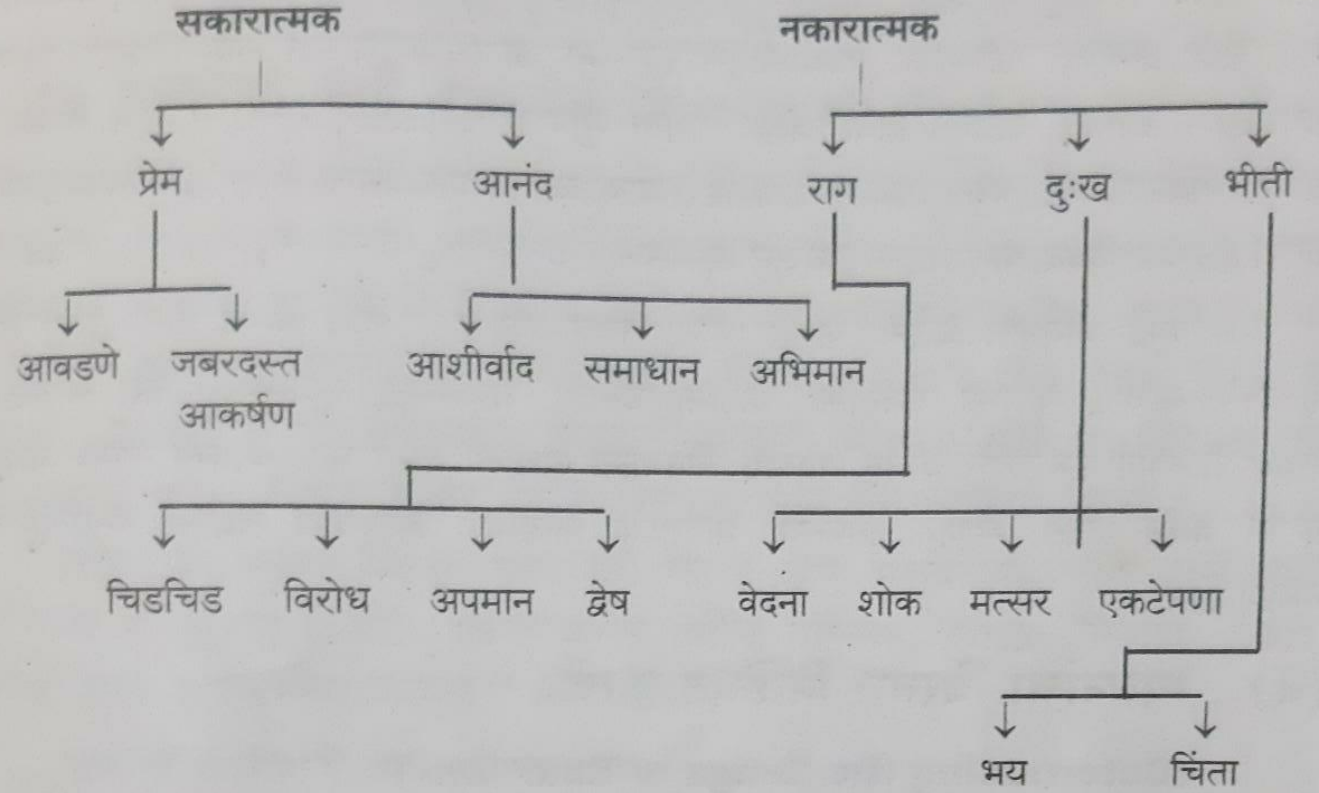 सकारात्मक नकारात्मक
प्रेम आनंद राग दुःख भीती
आवडणे जबरदस्त आशीर्वाद समाधान अभिमान
आकर्षण
चिडचिड विरोध अपमान द्वेष वेदना शोक मत्सर एकटेपणा
भय चिंता